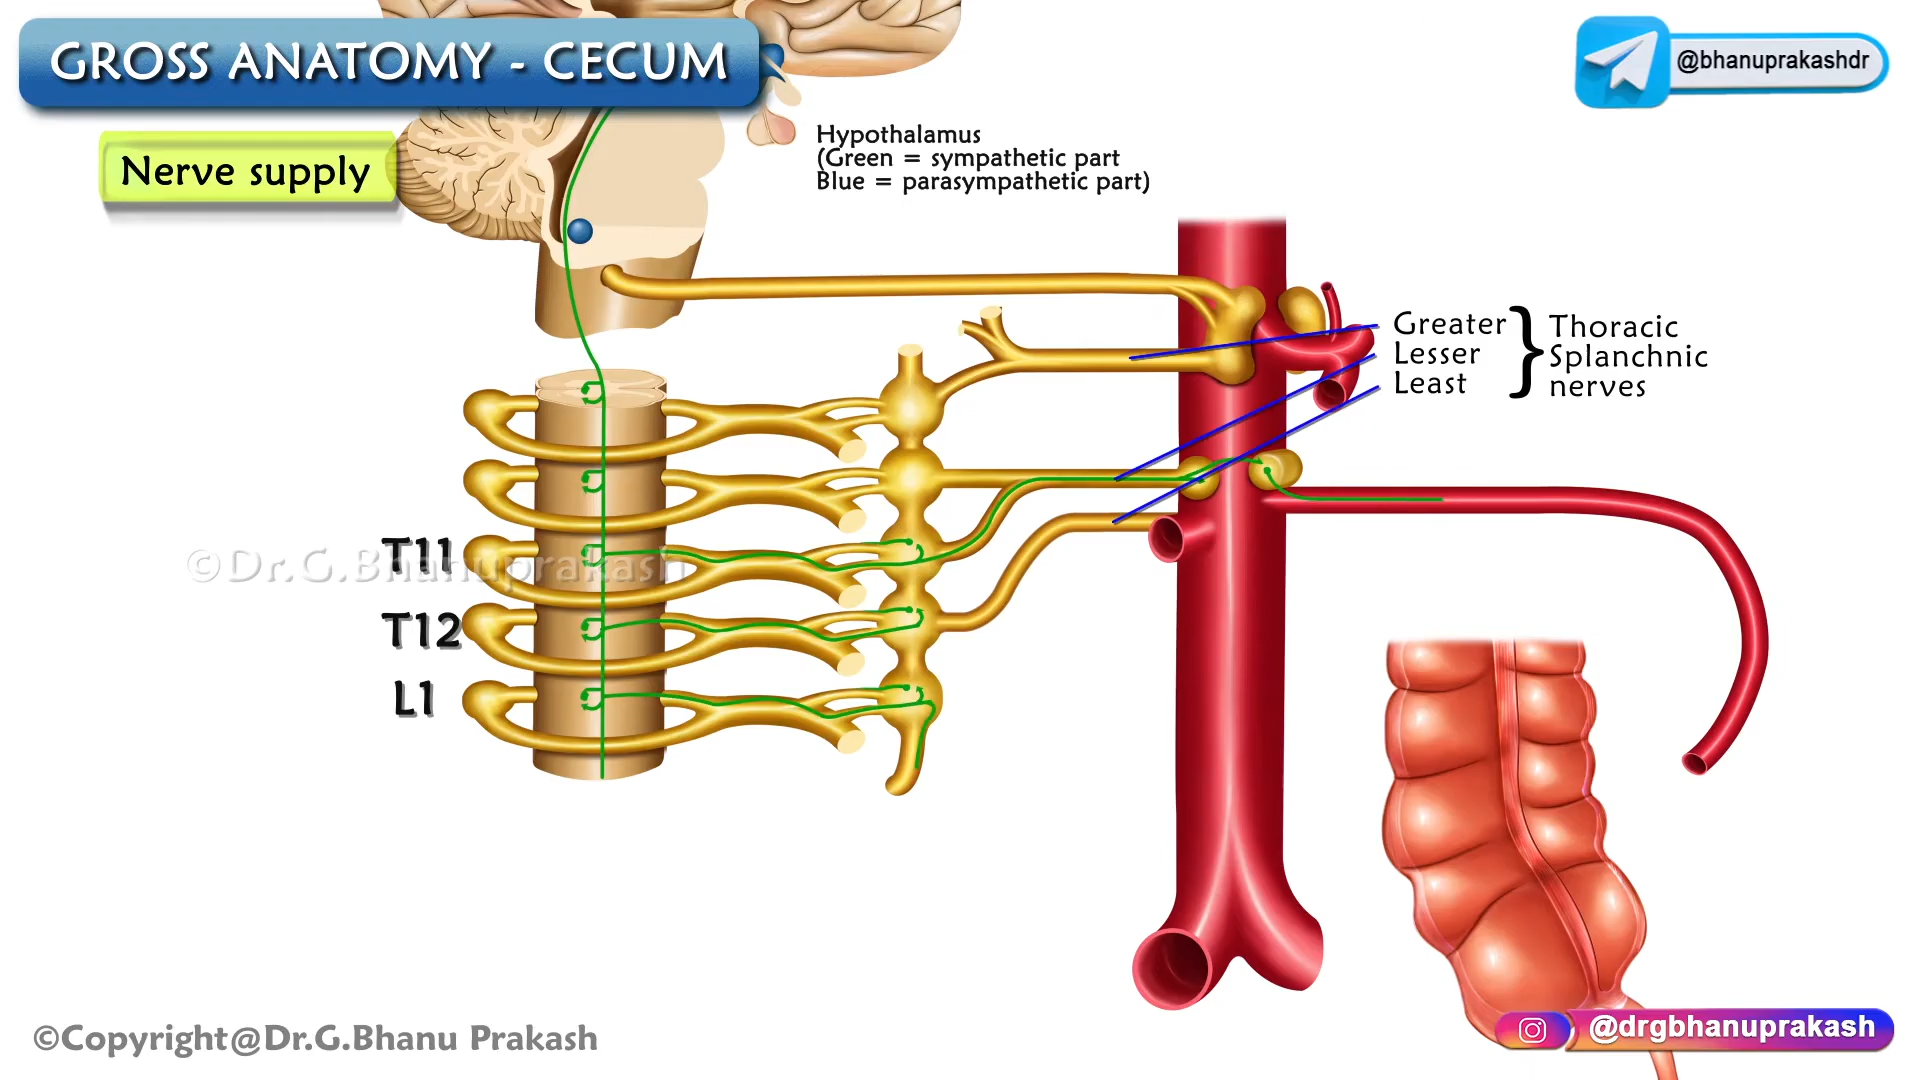 GROSS ANATOMY - CECUM
@bhanuprakashdr
Nerve supply
Hypothalamus
(Green = sympathetic part
Blue = parasympathetic part)
Greater
Lesser
Least
}
Thoracic
Splanchnic
nerves
T11
©Dr.G.Bhanuprakash
T12
L1
©Copyright@Dr.G.Bhanu Prakash
@drgbhanuprakash